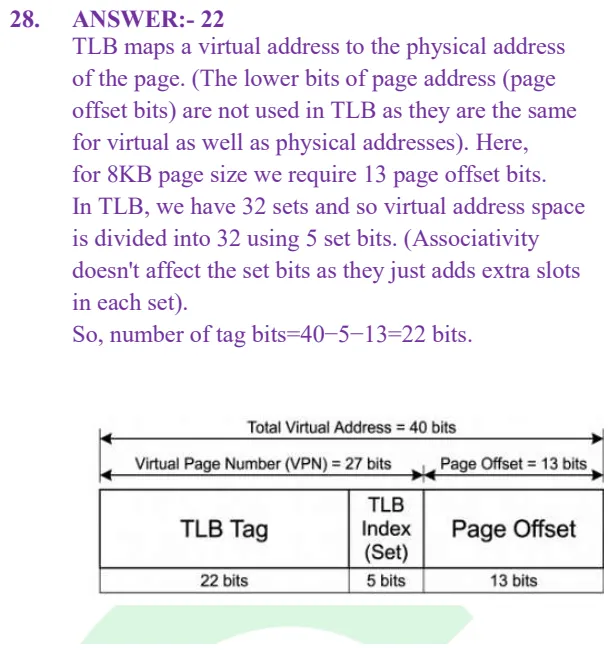 28. ANSWER:- 22
TLB maps a virtual address to the physical address
of the page. (The lower bits of page address (page
offset bits) are not used in TLB as they are the same
for virtual as well as physical addresses). Here,
for 8KB page size we require 13 page offset bits.
In TLB, we have 32 sets and so virtual address space
is divided into 32 using 5 set bits. (Associativity
doesn't affect the set bits as they just adds extra slots
in each set).
So, number of tag bits=40−5−13=22 bits.
Total Virtual Address = 40 bits
Virtual Page Number (VPN) = 27 bits Page Offset = 13 bits
TLB Tag
TLB
Index
(Set)
Page Offset
22 bits 5 bits 13 bits